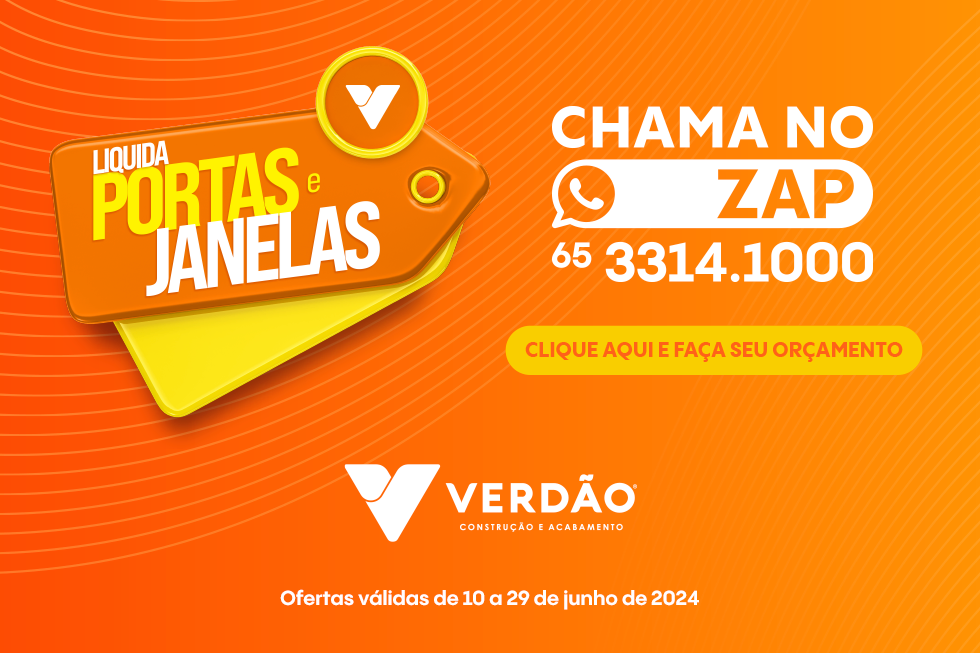 LIQUIDA
PORTAS e
JANELAS
CHAMA NO
ZAP
65 3314.1000
CLIQUE AQUI E FAÇA SEU ORÇAMENTO
VERDÃO®
CONSTRUÇÃO E ACABAMENTO
Ofertas válidas de 10 a 29 de junho de 2024